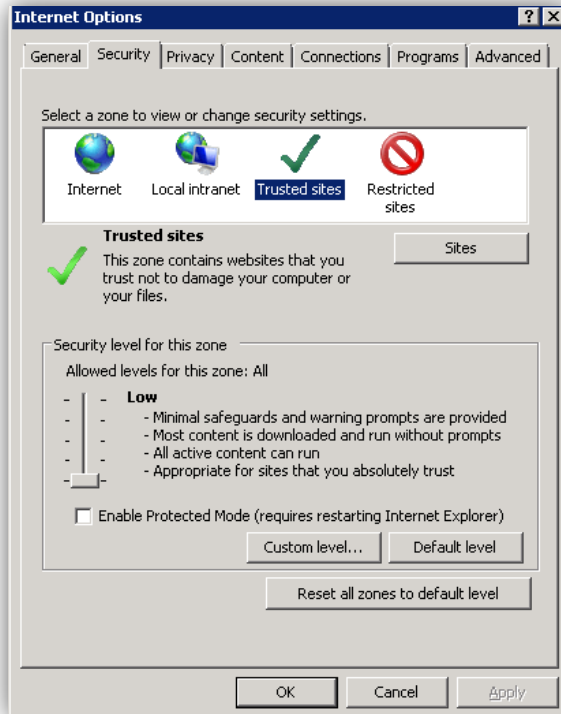 Internet Options
General Security Privacy Content Connections Programs Advanced
Select a zone to view or change security settings.
Internet Local intranet Trusted sites Restricted
sites
Trusted sites
Sites
This zone contains websites that you
trust not to damage your computer or
your files.
Security level for this zone
Allowed levels for this zone: All
Low
- Minimal safeguards and warning prompts are provided
- Most content is downloaded and run without prompts
- All active content can run
- Appropriate for sites that you absolutely trust
Enable Protected Mode (requires restarting Internet Explorer)
Custom level... Default level
Reset all zones to default level
OK Cancel Apply